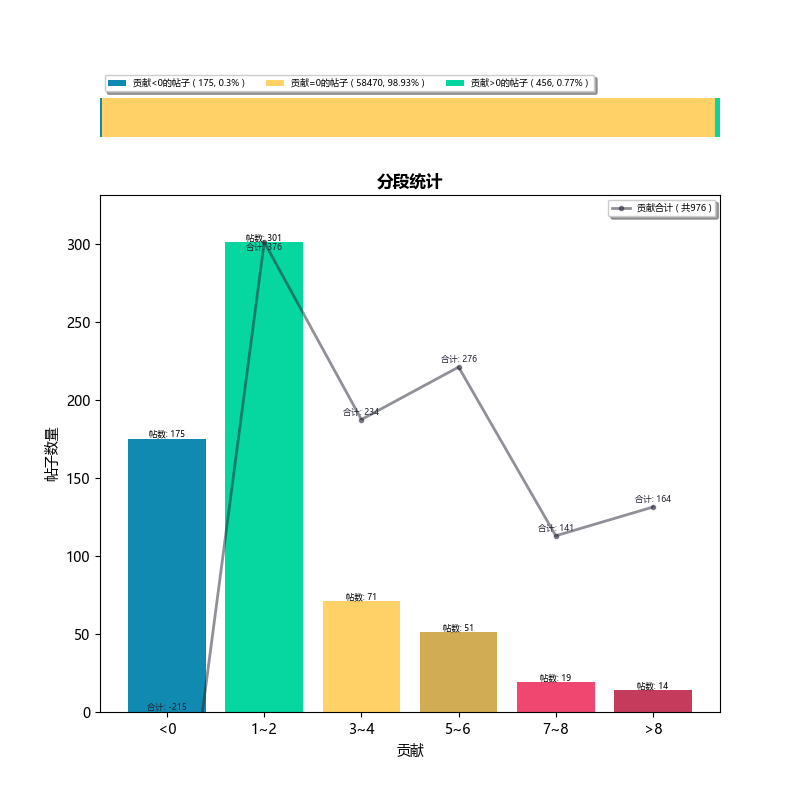 贡献<0的帖子 ( 175, 0.3% ) 贡献=0的帖子 ( 58470, 98.93% ) 贡献>0的帖子 ( 456, 0.77% )
分段统计
贡献合计 ( 共976 )
帖子数量
300
250
200
150
100
50
0
帖数: 175
合计: -215
帖数: 301
合计: 376
合计: 234
帖数: 71
合计: 276
帖数: 51
合计: 141
帖数: 19
合计: 164
帖数: 14
<0 1~2 3~4 5~6 7~8 >8
贡献